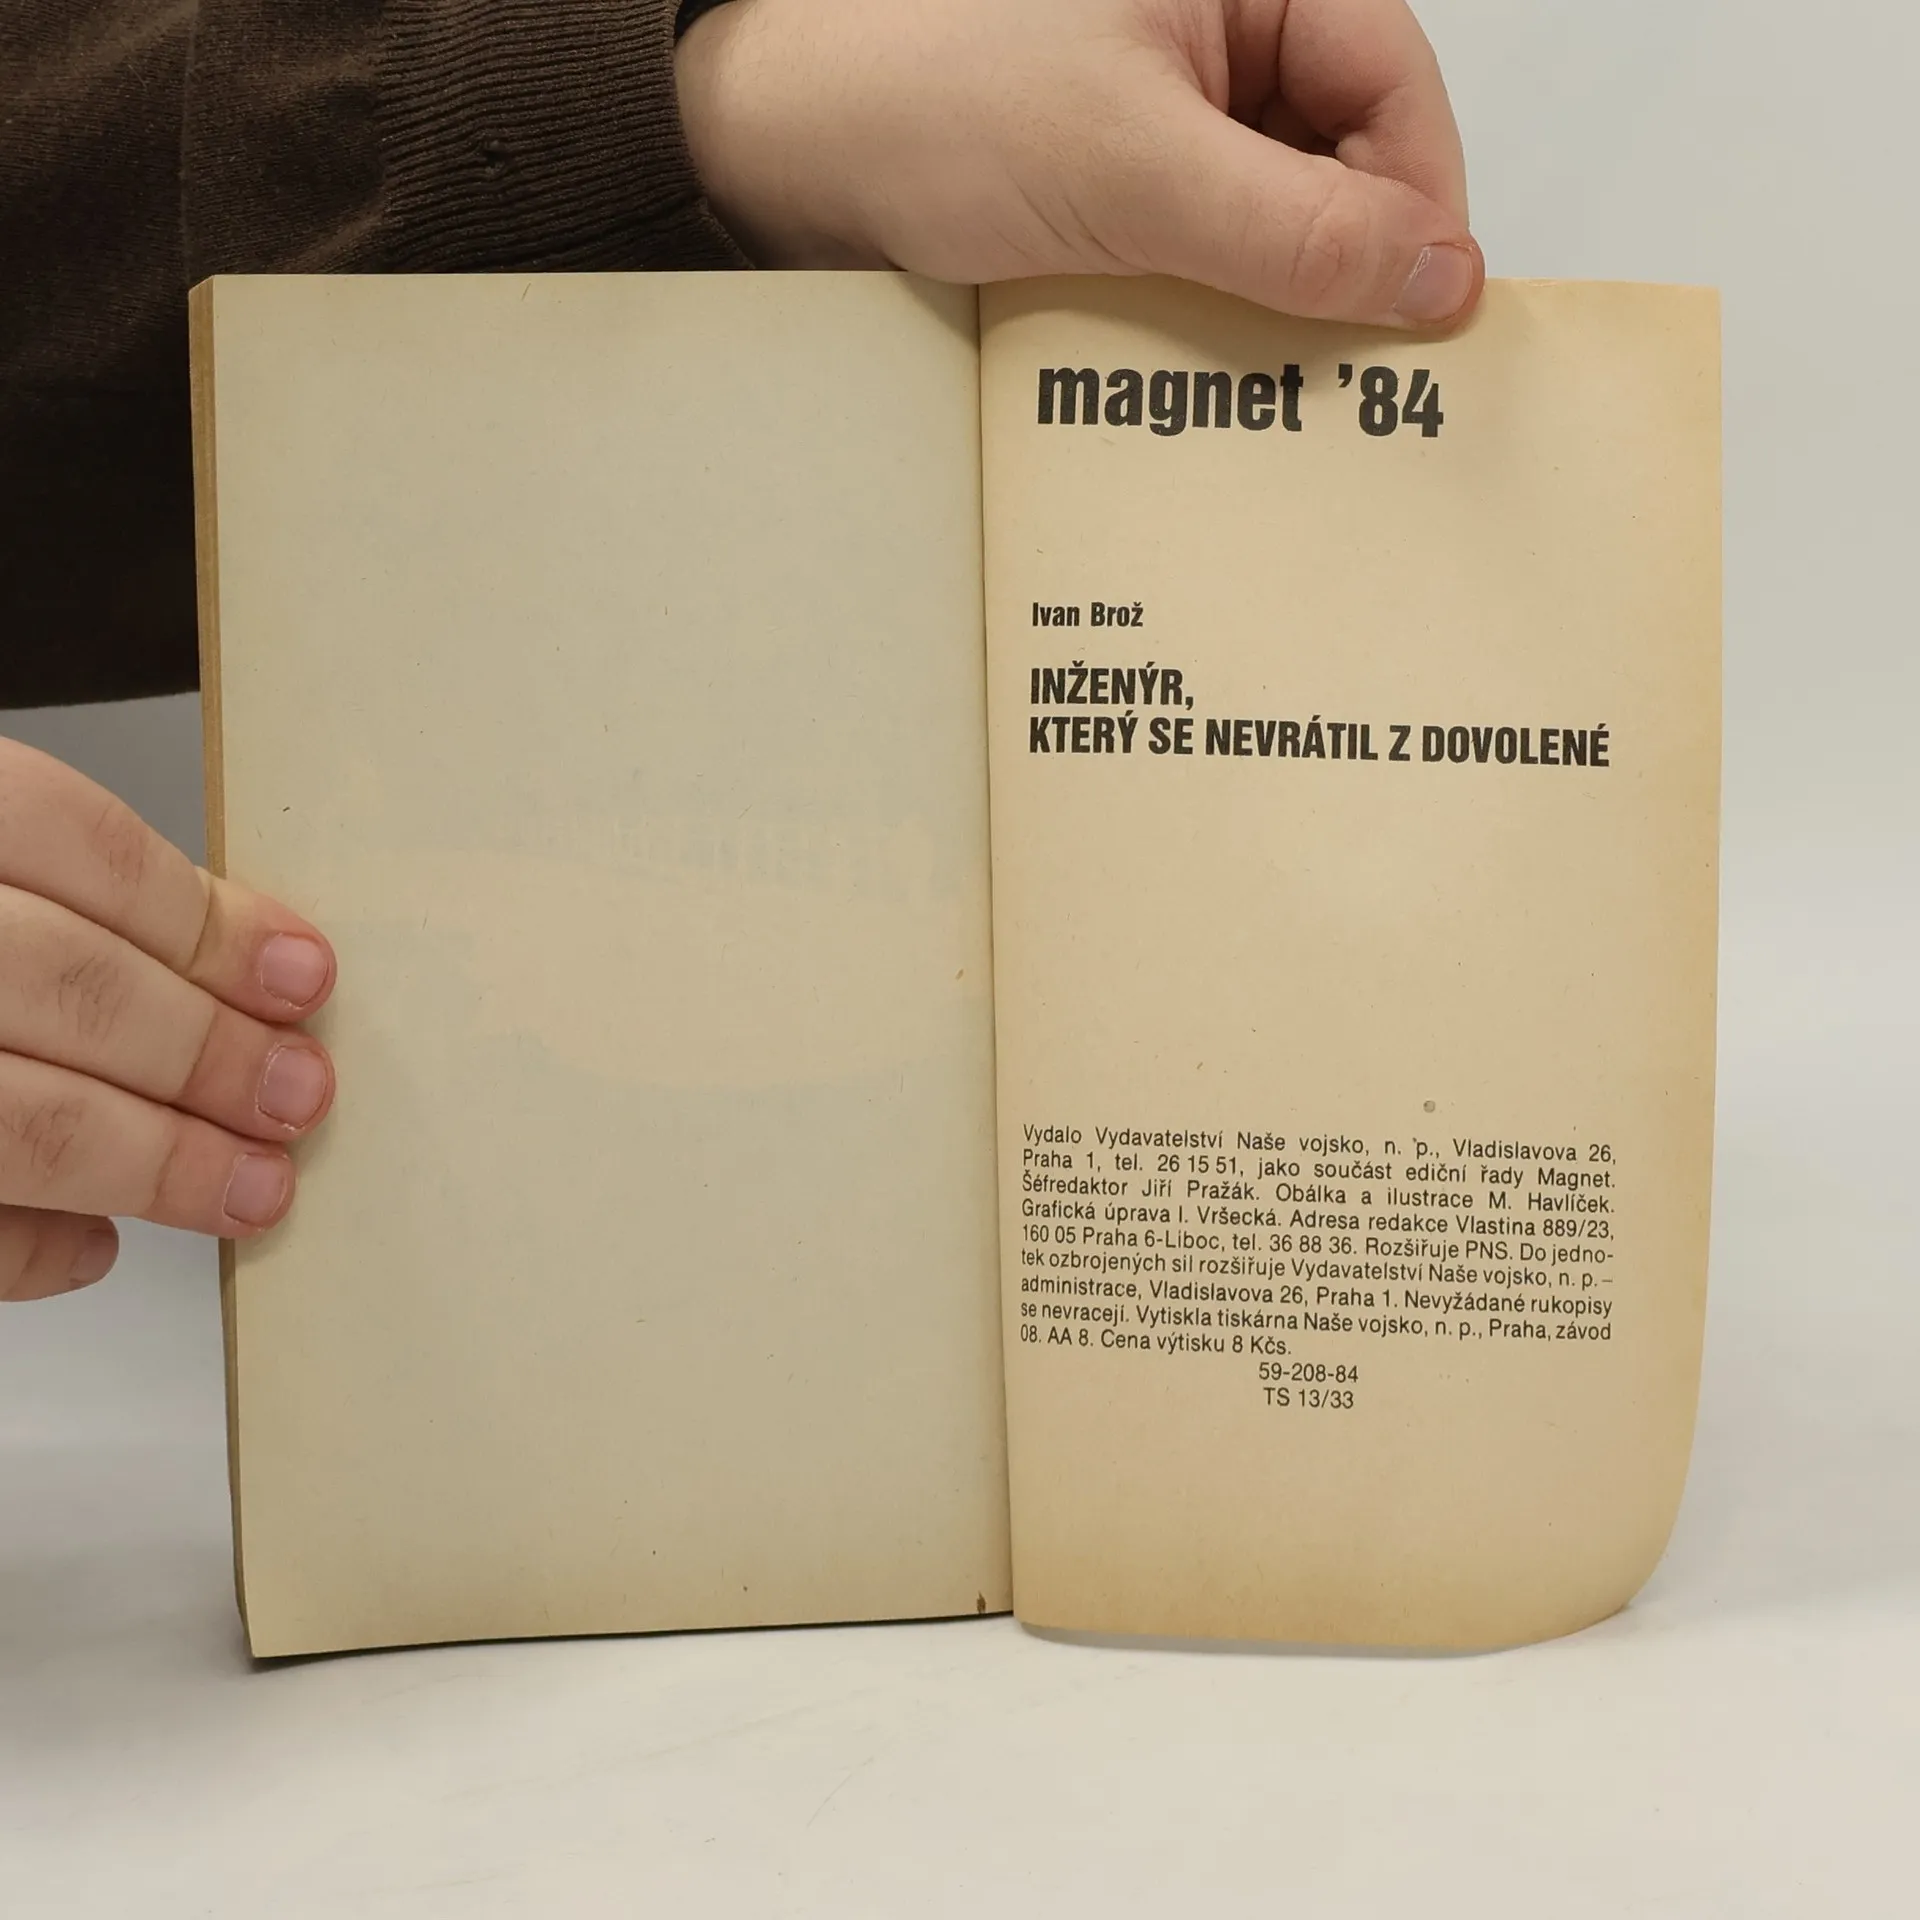 magnet ’84
Ivan Brož
INŽENÝR,
KTERÝ SE NEVRÁTIL Z DOVOLENÉ
Vydalo Vydavatelství Naše vojsko, n. p., Vladislavova 26,
Praha 1, tel. 26 15 51, jako součást ediční řady Magnet.
Šéfredaktor Jiří Pražák. Obálka a ilustrace M. Havlíček.
Grafická úprava I. Vršecká. Adresa redakce Vlastina 889/23,
160 05 Praha 6-Liboc, tel. 36 88 36. Rozšiřuje PNS. Do jedno-
tek ozbrojených sil rozšiřuje Vydavatelství Naše vojsko, n. p. –
administrace, Vladislavova 26, Praha 1. Nevyžádané rukopisy
se nevracejí. Vytiskla tiskárna Naše vojsko, n. p., Praha, závod
08. AA 8. Cena výtisku 8 Kčs.
59-208-84
TS 13/33